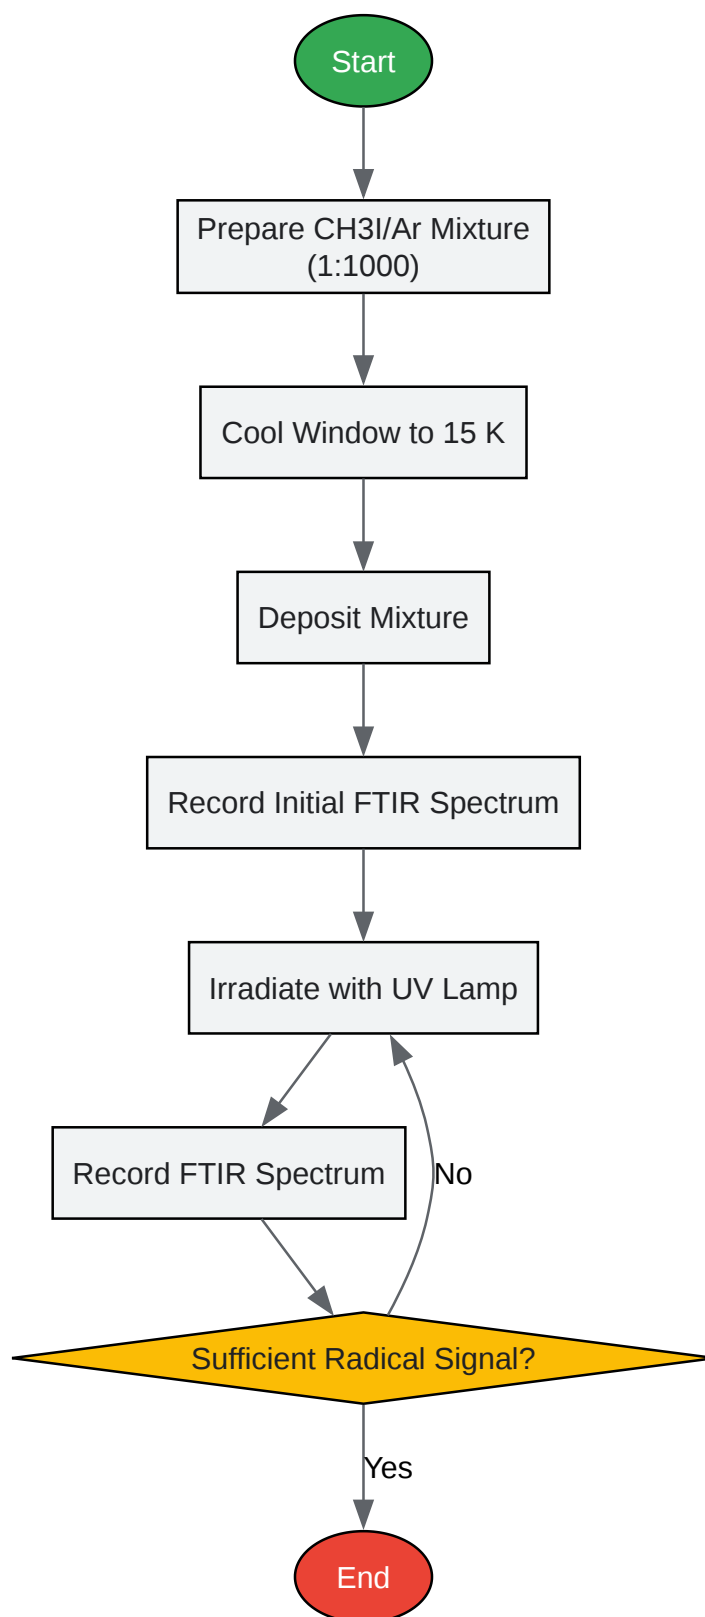 Start
Prepare CH3I/Ar Mixture
(1:1000)
Cool Window to 15 K
Deposit Mixture
Record Initial FTIR Spectrum
Irradiate with UV Lamp
Record FTIR Spectrum
No
Sufficient Radical Signal?
Yes
End